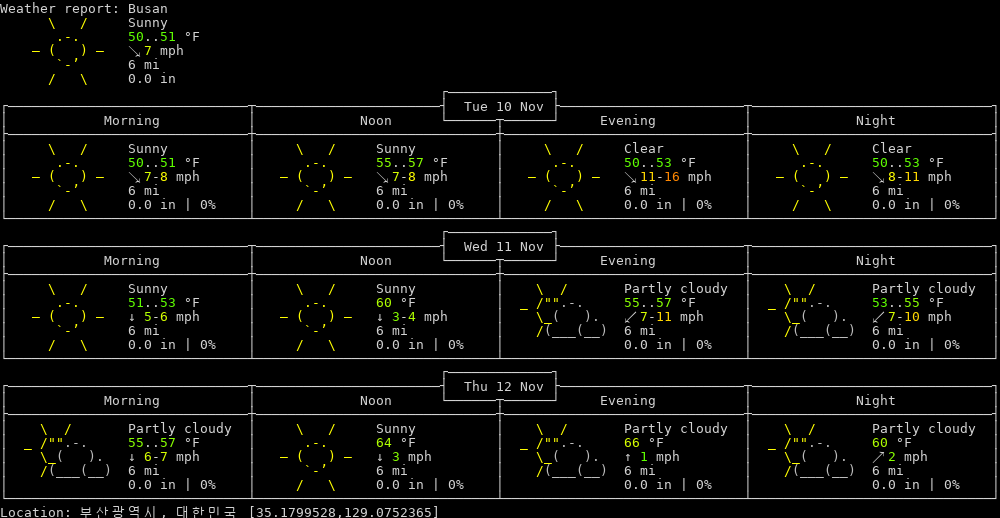 Weather report: Busan
Sunny
50..51 °F
↘ 7 mph
6 mi
0.0 in
Tue 10 Nov
Morning Noon Evening Night
Sunny Sunny Clear Clear
50..51 °F 55..57 °F 50..53 °F 50..53 °F
↘ 7-8 mph ↘ 7-8 mph ↘ 11-16 mph ↘ 8-11 mph
6 mi 6 mi 6 mi 6 mi
0.0 in | 0% 0.0 in | 0% 0.0 in | 0% 0.0 in | 0%
Wed 11 Nov
Morning Noon Evening Night
Sunny Sunny Partly cloudy Partly cloudy
51..53 °F 60 °F 55..57 °F 53..55 °F
↓ 5-6 mph ↓ 3-4 mph ↙ 7-11 mph ↙ 7-10 mph
6 mi 6 mi 6 mi 6 mi
0.0 in | 0% 0.0 in | 0% 0.0 in | 0% 0.0 in | 0%
Thu 12 Nov
Morning Noon Evening Night
Partly cloudy Sunny Partly cloudy Partly cloudy
55..57 °F 64 °F 66 °F 60 °F
↓ 6-7 mph ↓ 3 mph ↑ 1 mph ↗ 2 mph
6 mi 6 mi 6 mi 6 mi
0.0 in | 0% 0.0 in | 0% 0.0 in | 0% 0.0 in | 0%
Location: 부산광역시, 대한민국 [35.1799528,129.0752365]